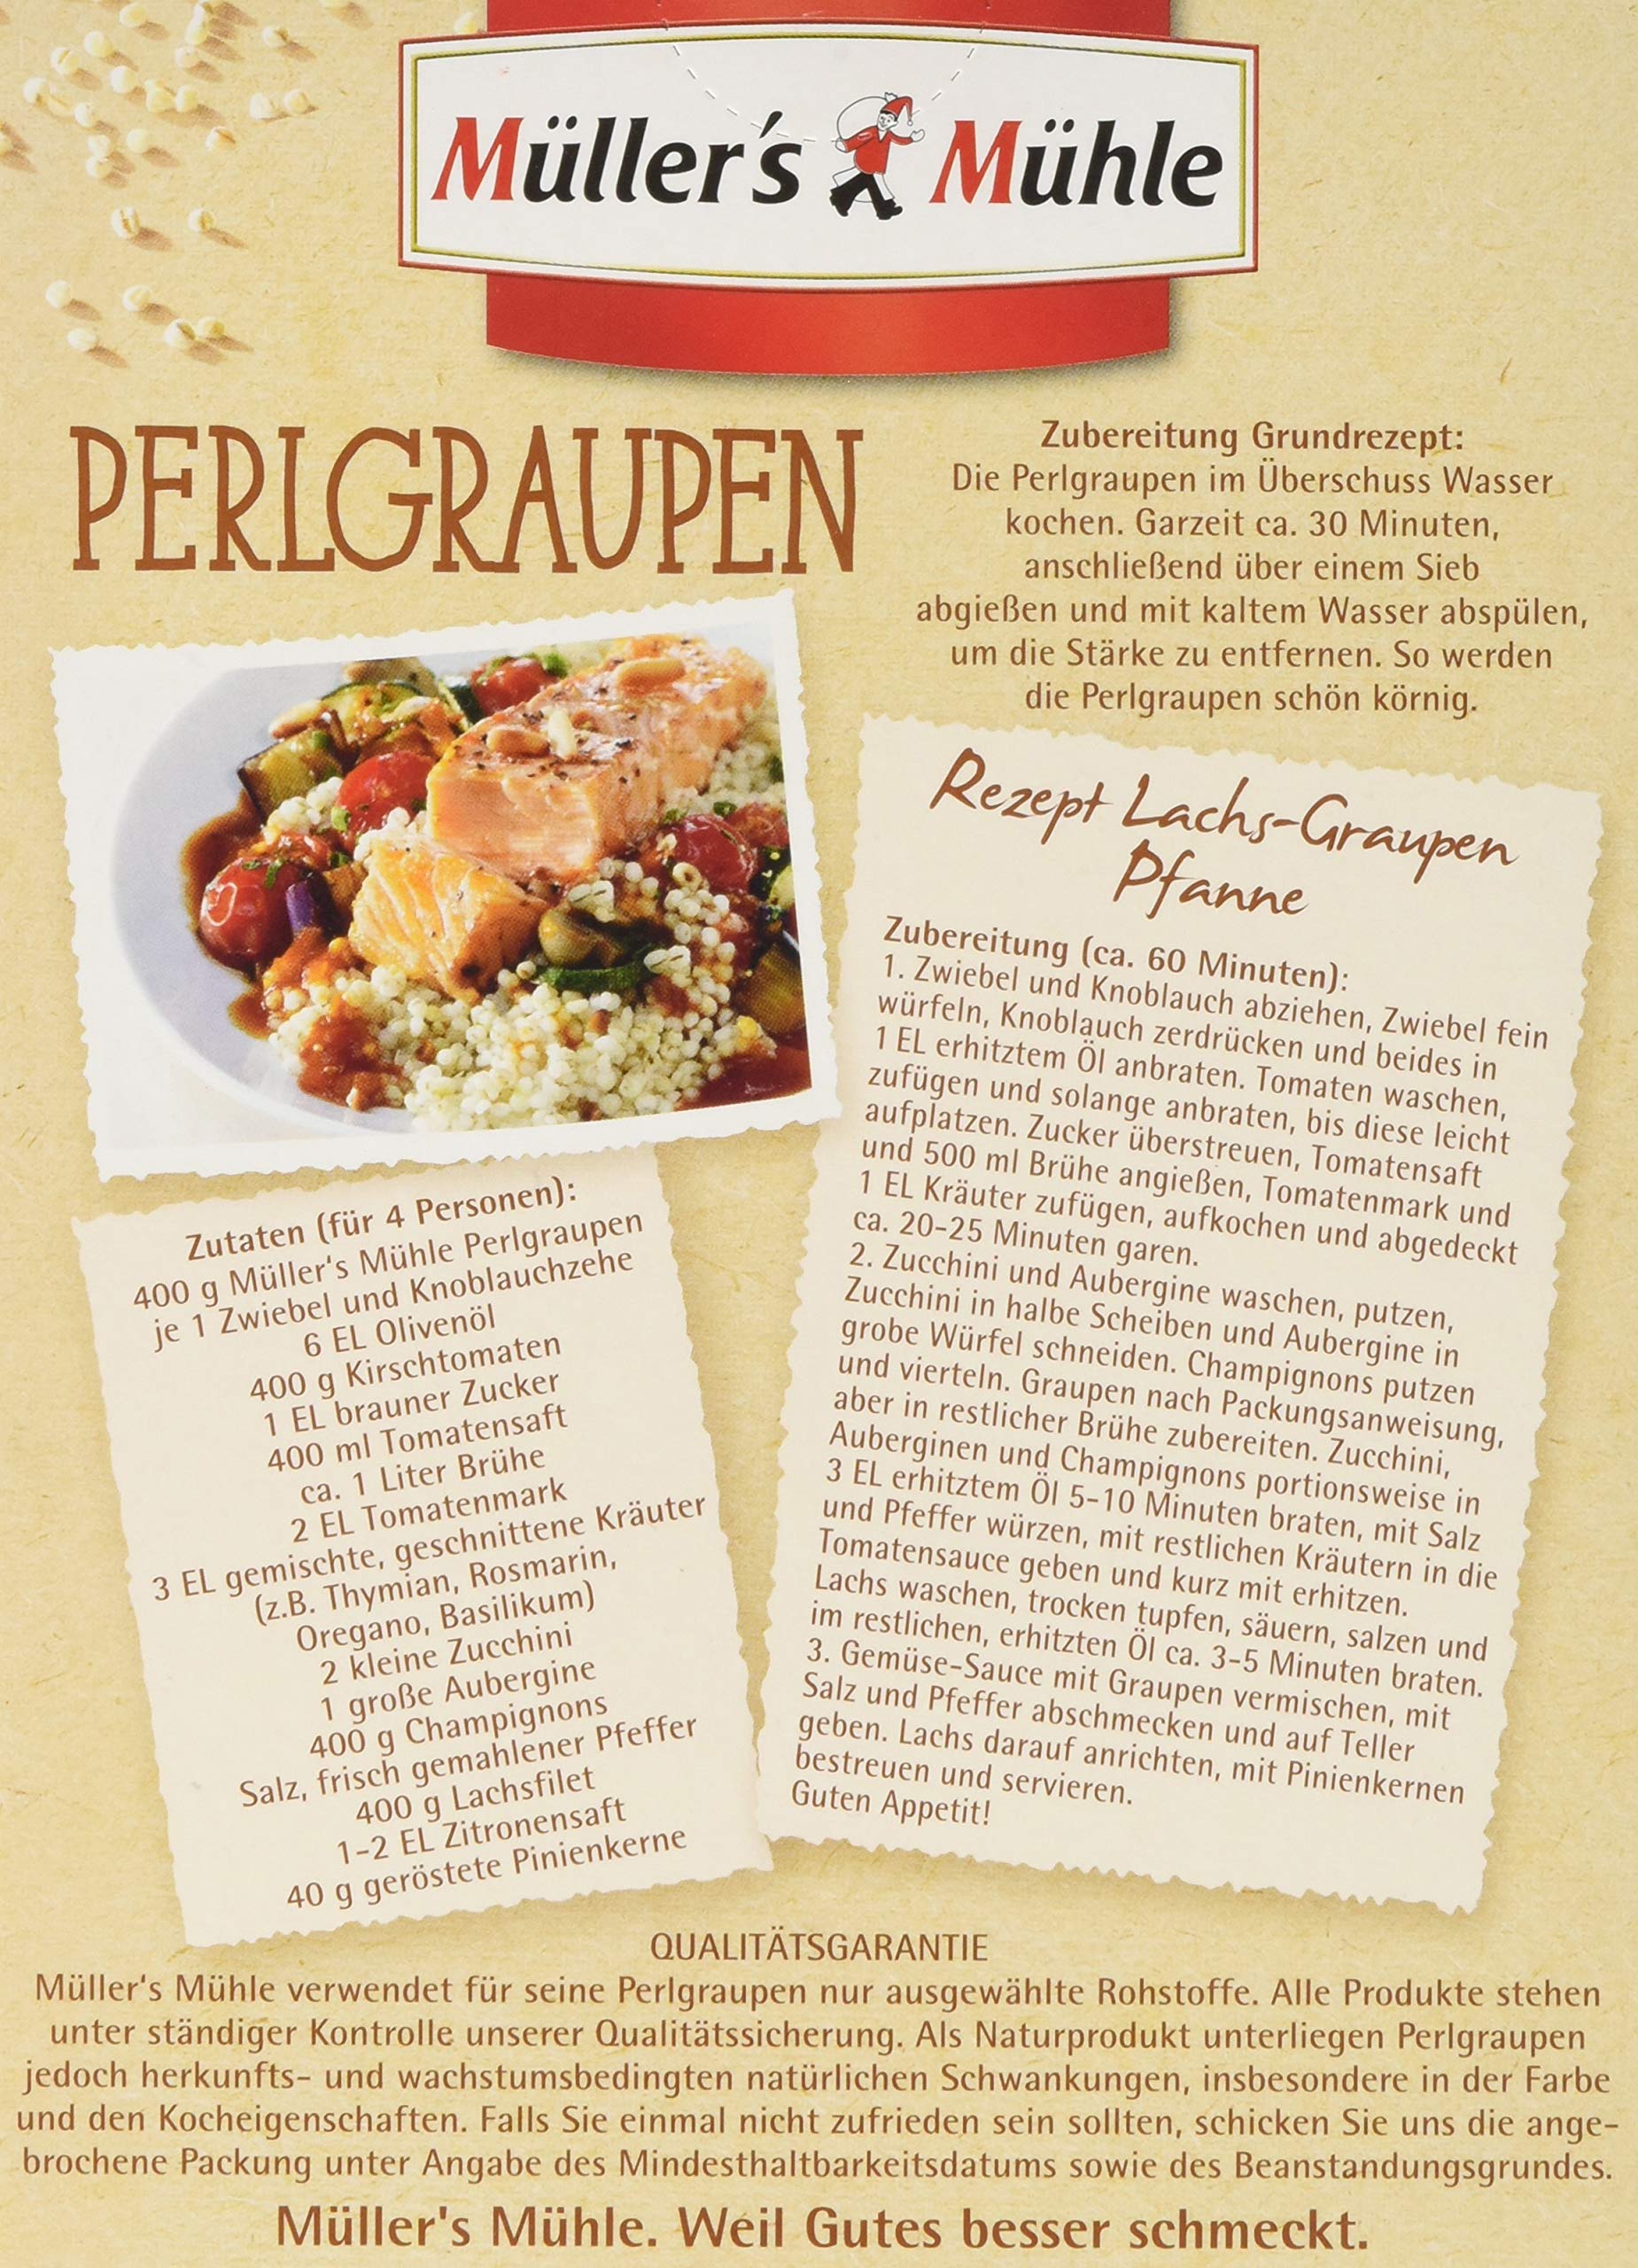 Müller's Mühle
PERLGRAUPEN
Zubereitung Grundrezept:
Die Perlgraupen im Überschuss Wasser
kochen. Garzeit ca. 30 Minuten,
anschließend über einem Sieb
abgießen und mit kaltem Wasser abspülen,
um die Stärke zu entfernen. So werden
die Perlgraupen schön körnig.
Zutaten (für 4 Personen):
400 g Müller's Mühle Perlgraupen
je 1 Zwiebel und Knoblauchzehe
6 EL Olivenöl
400 g Kirschtomaten
1 EL brauner Zucker
400 ml Tomatensaft
ca. 1 Liter Brühe
2 EL Tomatenmark
3 EL gemischte, geschnittene Kräuter
(z.B. Thymian, Rosmarin,
Oregano, Basilikum)
2 kleine Zucchini
1 große Aubergine
400 g Champignons
Salz, frisch gemahlener Pfeffer
400 g Lachsfilet
1-2 EL Zitronensaft
40 g geröstete Pinienkerne
Rezept Lachs-Graupen
Pfanne
Zubereitung (ca. 60 Minuten):
1. Zwiebel und Knoblauch abziehen, Zwiebel fein
würfeln, Knoblauch zerdrücken und beides in
1 EL erhitztem Öl anbraten. Tomaten waschen,
zufügen und solange anbraten, bis diese leicht
aufplatzen. Zucker überstreuen, Tomatensaft
und 500 ml Brühe angießen, Tomatenmark und
1 EL Kräuter zufügen, aufkochen und abgedeckt
ca. 20-25 Minuten garen.
2. Zucchini und Aubergine waschen, putzen,
Zucchini in halbe Scheiben und Aubergine in
grobe Würfel schneiden. Champignons putzen
und vierteln. Graupen nach Packungsanweisung,
aber in restlicher Brühe zubereiten. Zucchini,
Auberginen und Champignons portionsweise in
3 EL erhitztem Öl 5-10 Minuten braten, mit Salz
und Pfeffer würzen, mit restlichen Kräutern in die
Tomatensauce geben und kurz mit erhitzen.
Lachs waschen, trocken tupfen, säuern, salzen und
im restlichen, erhitzten Öl ca. 3-5 Minuten braten.
3. Gemüse-Sauce mit Graupen vermischen, mit
Salz und Pfeffer abschmecken und auf Teller
geben. Lachs darauf anrichten, mit Pinienkernen
bestreuen und servieren.
Guten Appetit!
QUALITÄTSGARANTIE
Müller's Mühle verwendet für seine Perlgraupen nur ausgewählte Rohstoffe. Alle Produkte stehen
unter ständiger Kontrolle unserer Qualitätssicherung. Als Naturprodukt unterliegen Perlgraupen
jedoch herkunfts- und wachstumsbedingten natürlichen Schwankungen, insbesondere in der Farbe
und den Kocheigenschaften. Falls Sie einmal nicht zufrieden sein sollten, schicken Sie uns die ange-
brochene Packung unter Angabe des Mindesthaltbarkeitsdatums sowie des Beanstandungsgrundes.
Müller's Mühle. Weil Gutes besser schmeckt.